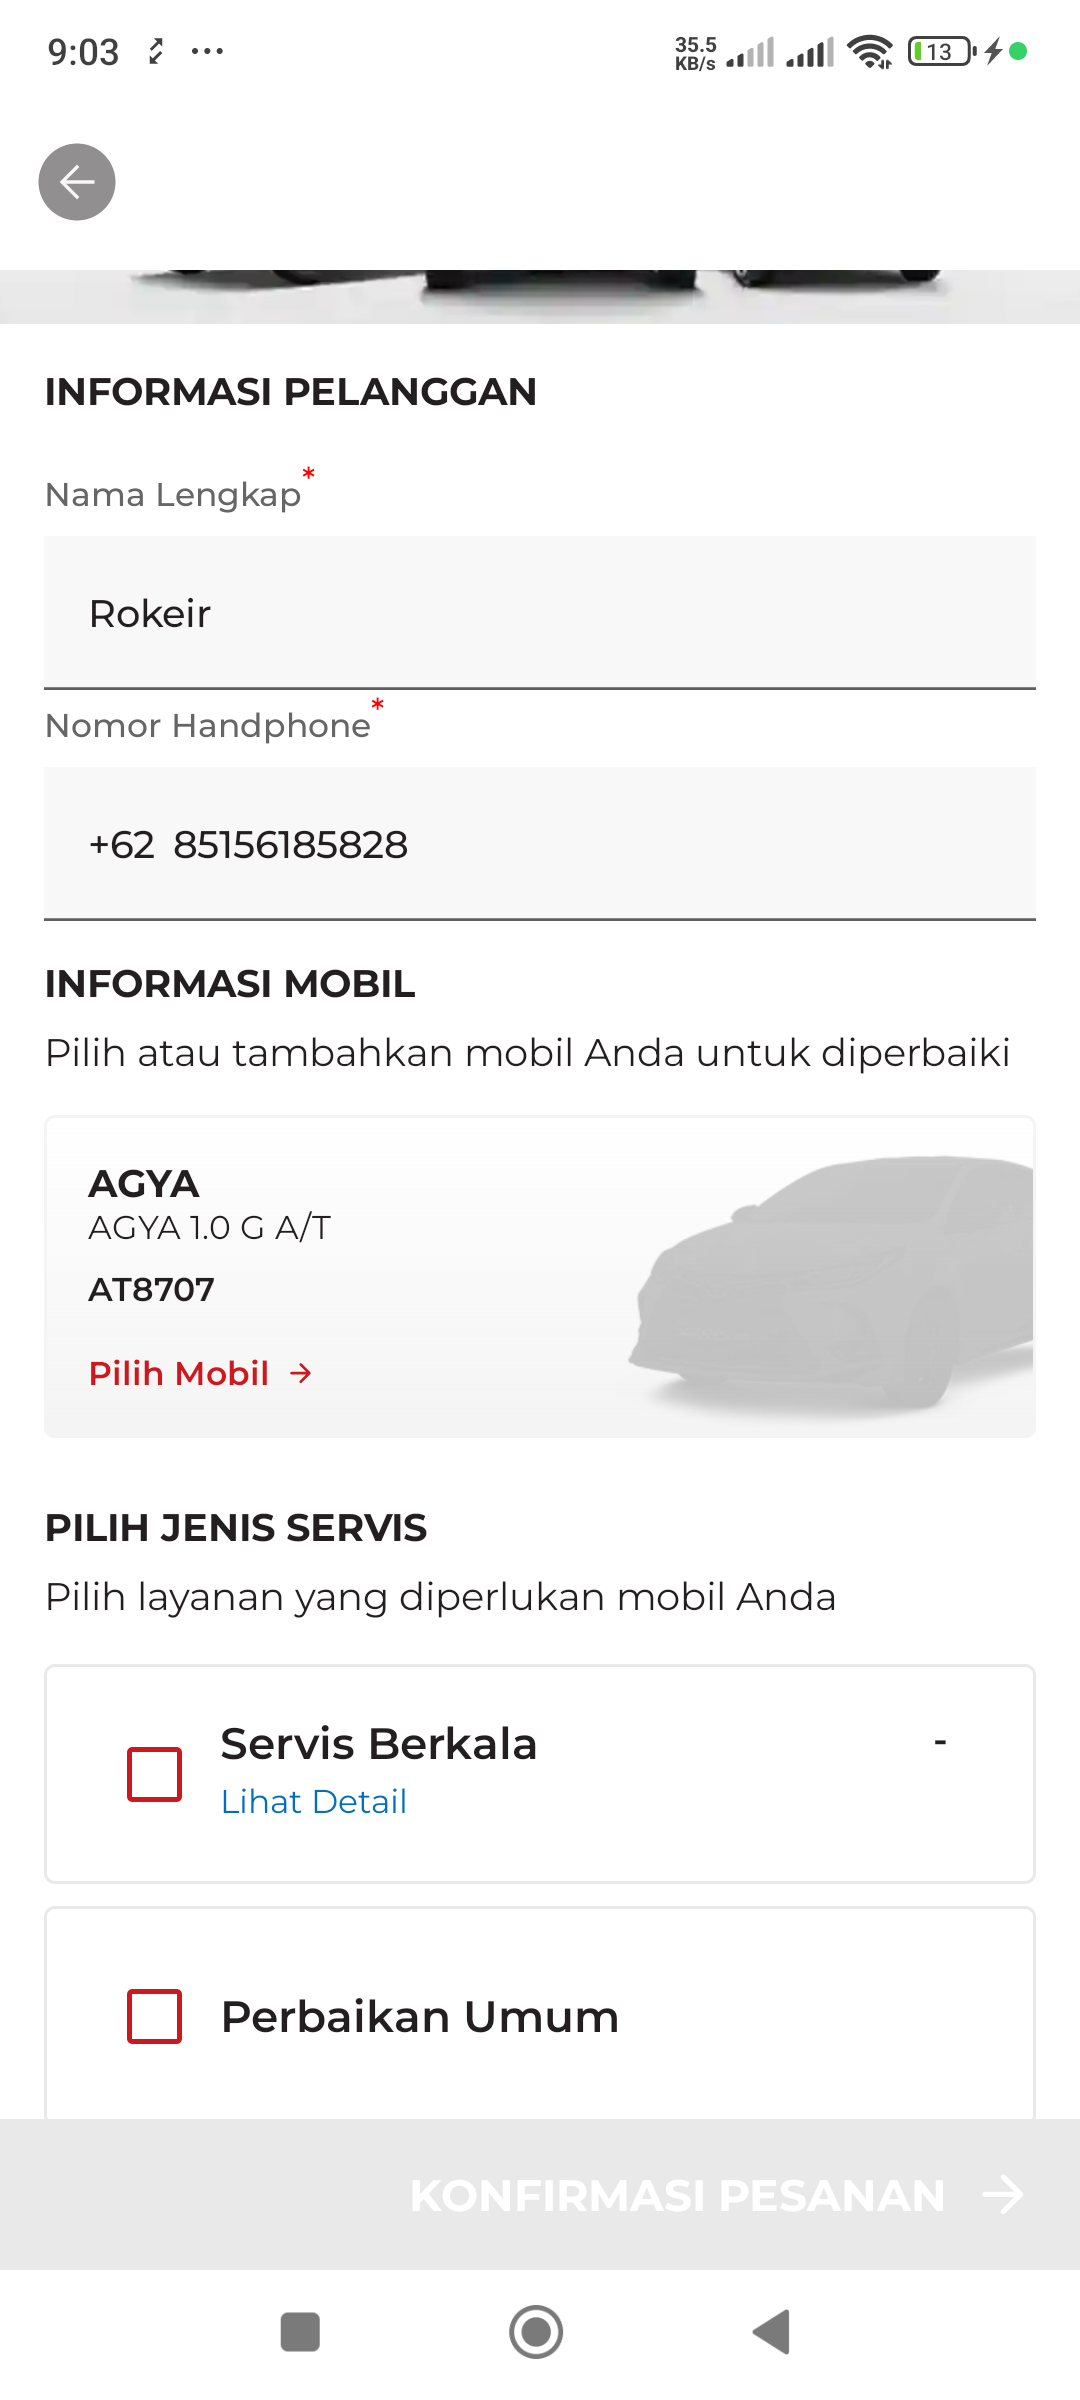 9:03
35.5
KB/s
13
INFORMASI PELANGGAN
Nama Lengkap*
Rokeir
Nomor Handphone*
+62 85156185828
INFORMASI MOBIL
Pilih atau tambahkan mobil Anda untuk diperbaiki
AGYA
AGYA 1.0 G A/T
AT8707
Pilih Mobil →
PILIH JENIS SERVIS
Pilih layanan yang diperlukan mobil Anda
Servis Berkala -
Lihat Detail
Perbaikan Umum
KONFIRMASI PESANAN →